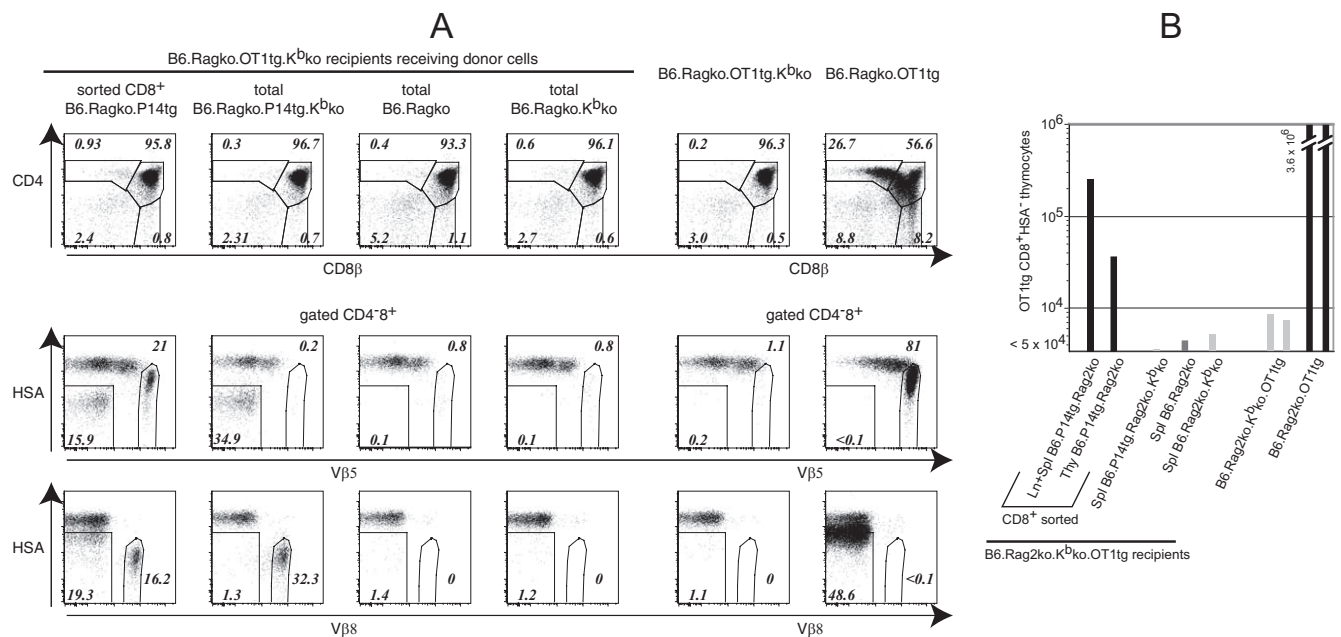 A
B6.Ragko.OT1tg.Kbko recipients receiving donor cells
sorted CD8+
B6.Ragko.P14tg
total
B6.Ragko.P14tg.Kbko
total
B6.Ragko
total
B6.Ragko.Kbko
B6.Ragko.OT1tg.Kbko
B6.Ragko.OT1tg
CD4
0.93 95.8
2.4 0.8
0.3 96.7
2.31 0.7
0.4 93.3
5.2 1.1
0.6 96.1
2.7 0.6
0.2 96.3
3.0 0.5
26.7 56.6
8.8 8.2
CD8β
CD8β
gated CD4-8+
gated CD4-8+
HSA
21
15.9
0.2
34.9
0.8
0.1
0.8
0.1
1.1
0.2
81
<0.1
Vβ5
Vβ5
HSA
16.2
19.3
32.3
1.3
0
1.4
0
1.2
0
1.1
<0.1
48.6
Vβ8
Vβ8
B
OT1tg CD8+HSA- thymocytes
10^6
10^5
10^4
< 5 x 10^4
3.6 x 10^6
Ln+Spl B6.P14tg.Rag2ko
Thy B6.P14tg.Rag2ko
Spl B6.P14tg.Rag2ko.Kbko
Spl B6.Rag2ko
Spl B6.Rag2ko.Kbko
B6.Rag2ko.Kbko.OT1tg
B6.Rag2ko.OT1tg
CD8+ sorted
B6.Rag2ko.Kbko.OT1tg recipients